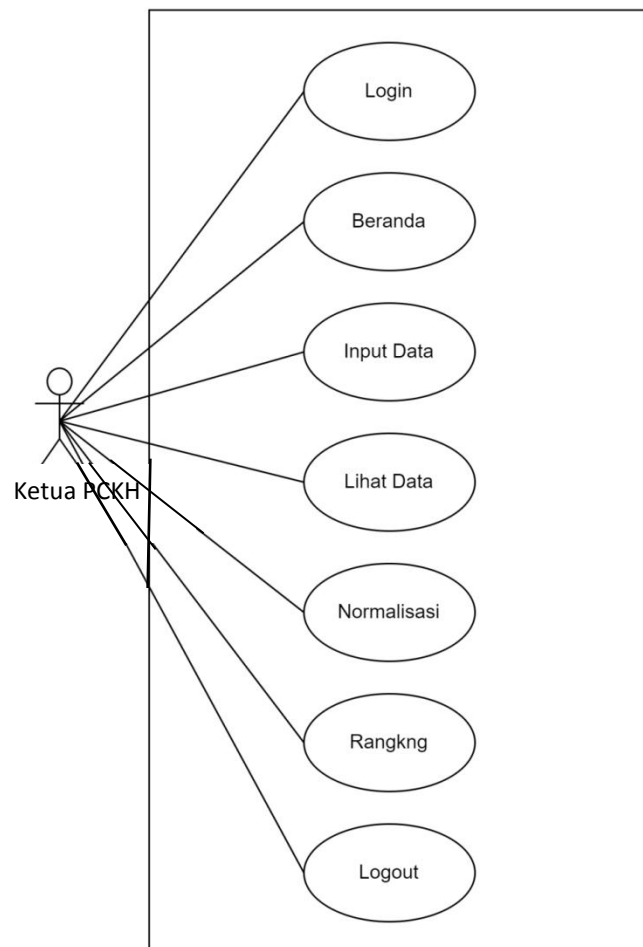 Login
Beranda
Input Data
Lihat Data
Ketua PCKH
Normalisasi
Rangkng
Logout